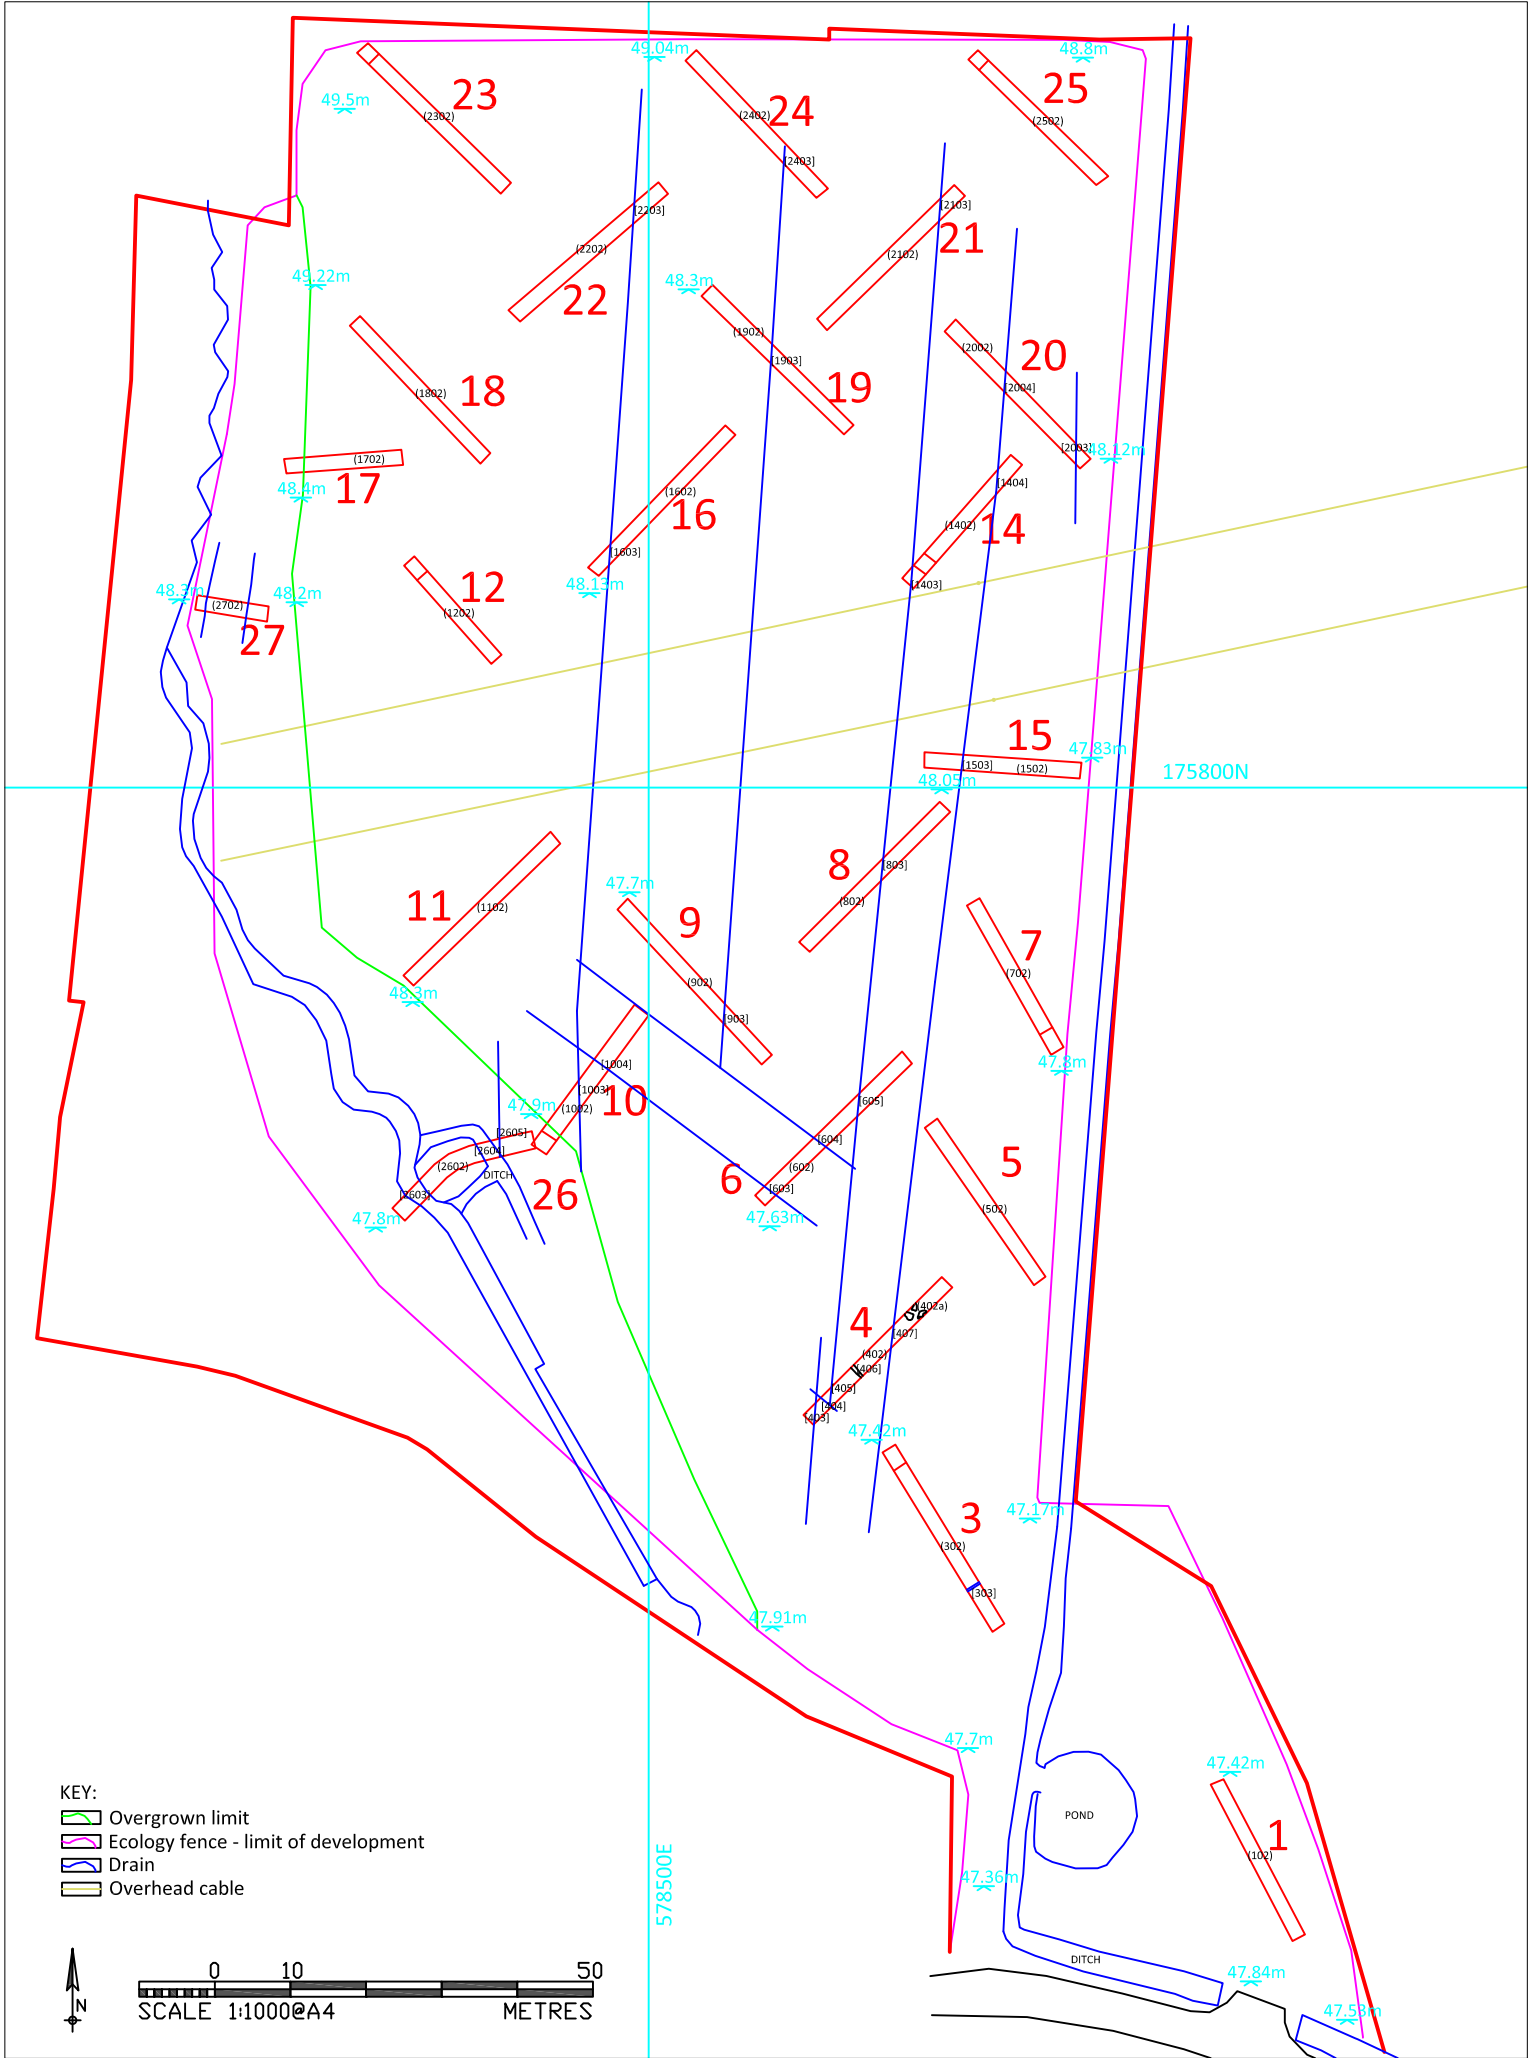 49.04m
48.8m
23
24
25
49.5m
(2302)
(2402)
(2502)
[2403]
[2203]
[2103]
(2202)
(2102)
21
49.22m
48.3m
22
(1902)
(2002)
20
[1903]
18
19
(1802)
[2004]
(1702)
[2003]
48.12m
17
48.4m
(1602)
16
[1404]
(1402)
14
[1603]
[1403]
48.3m
48.2m
48.13m
12
(2702)
(1202)
27
15
47.83m
[1503]
(1502)
48.05m
175800N
8
[803]
47.7m
11
(1102)
9
(802)
7
(702)
(902)
48.3m
[903]
[1004]
47.8m
[1003]
10
(1002)
[605]
47.9m
[2605]
[604]
[2604]
(2602)
(602)
5
DITCH
6
[603]
[2603]
26
(502)
47.8m
47.63m
(402a)
4
[407]
(402)
[406]
[405]
[404]
[403]
47.42m
47.17m
3
(302)
[303]
47.91m
47.7m
47.42m
KEY:
Overgrown limit
Ecology fence - limit of development
Drain
Overhead cable
POND
1
(102)
47.36m
578500E
DITCH
47.84m
47.53m
0 10 50
N
SCALE 1:1000@A4 METRES